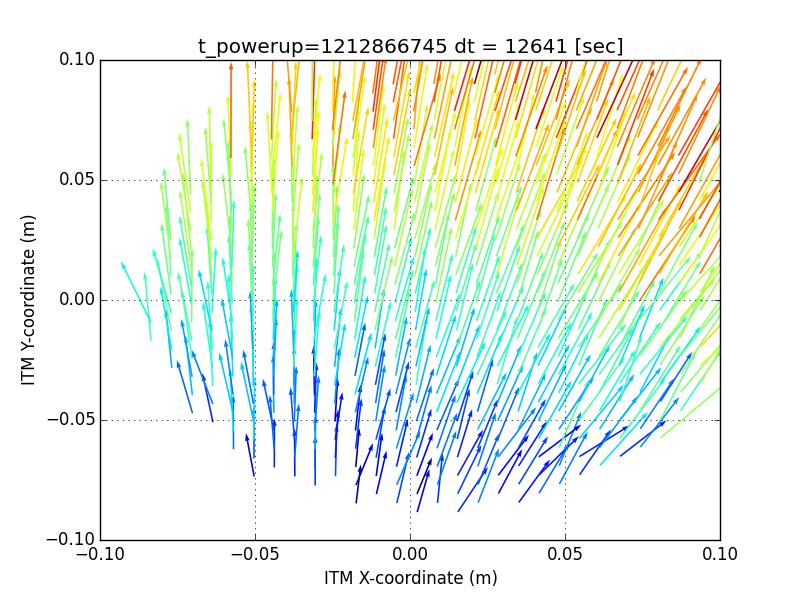 t_powerup=1212866745 dt = 12641 [sec]
0.10
0.05
0.00
−0.05
−0.10
ITM Y-coordinate (m)
−0.10 −0.05 0.00 0.05 0.10
ITM X-coordinate (m)